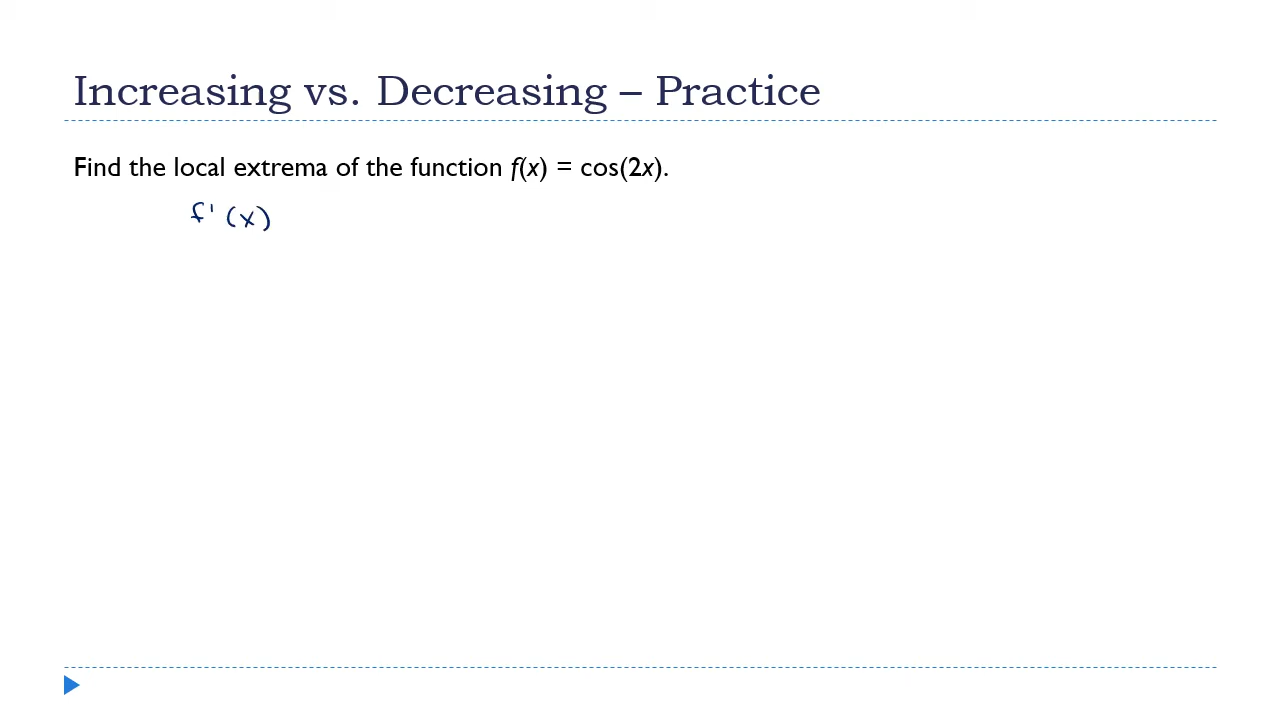 Increasing vs. Decreasing – Practice
Find the local extrema of the function f(x) = cos(2x).
f'(x)